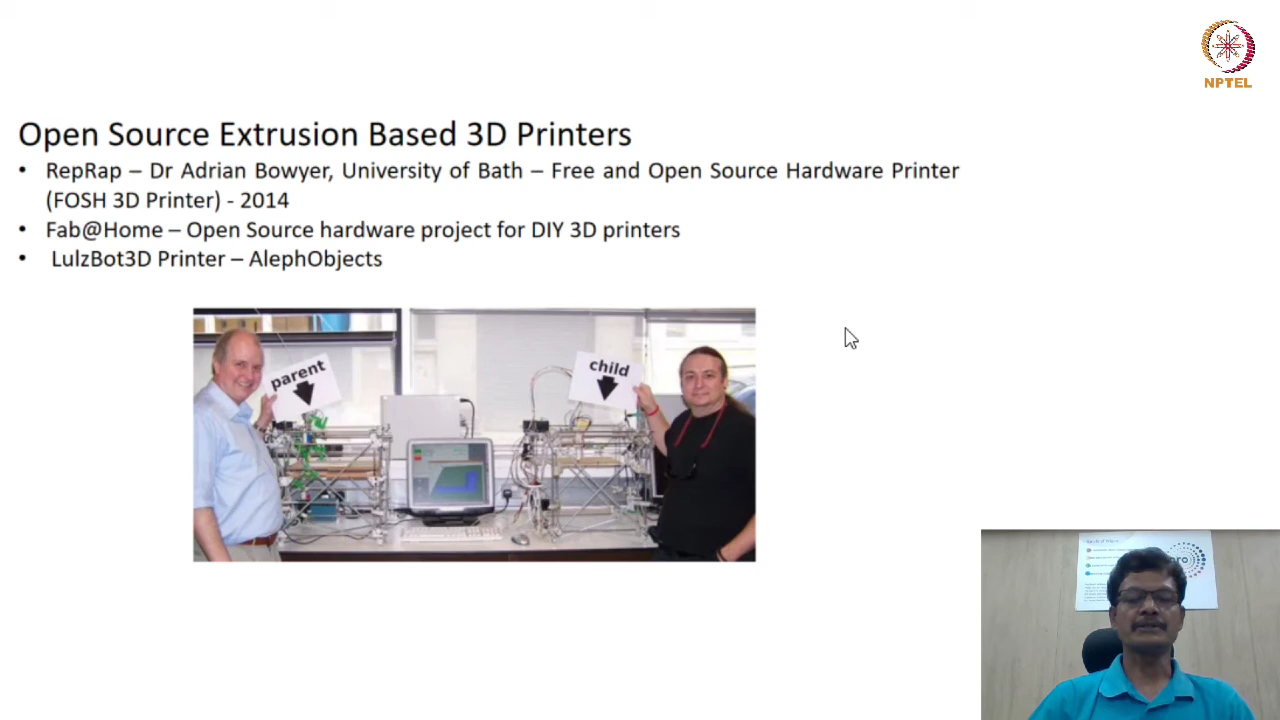 NPTEL
Open Source Extrusion Based 3D Printers
• RepRap – Dr Adrian Bowyer, University of Bath – Free and Open Source Hardware Printer
(FOSH 3D Printer) - 2014
• Fab@Home – Open Source hardware project for DIY 3D printers
• LulzBot3D Printer – AlephObjects
parent
child